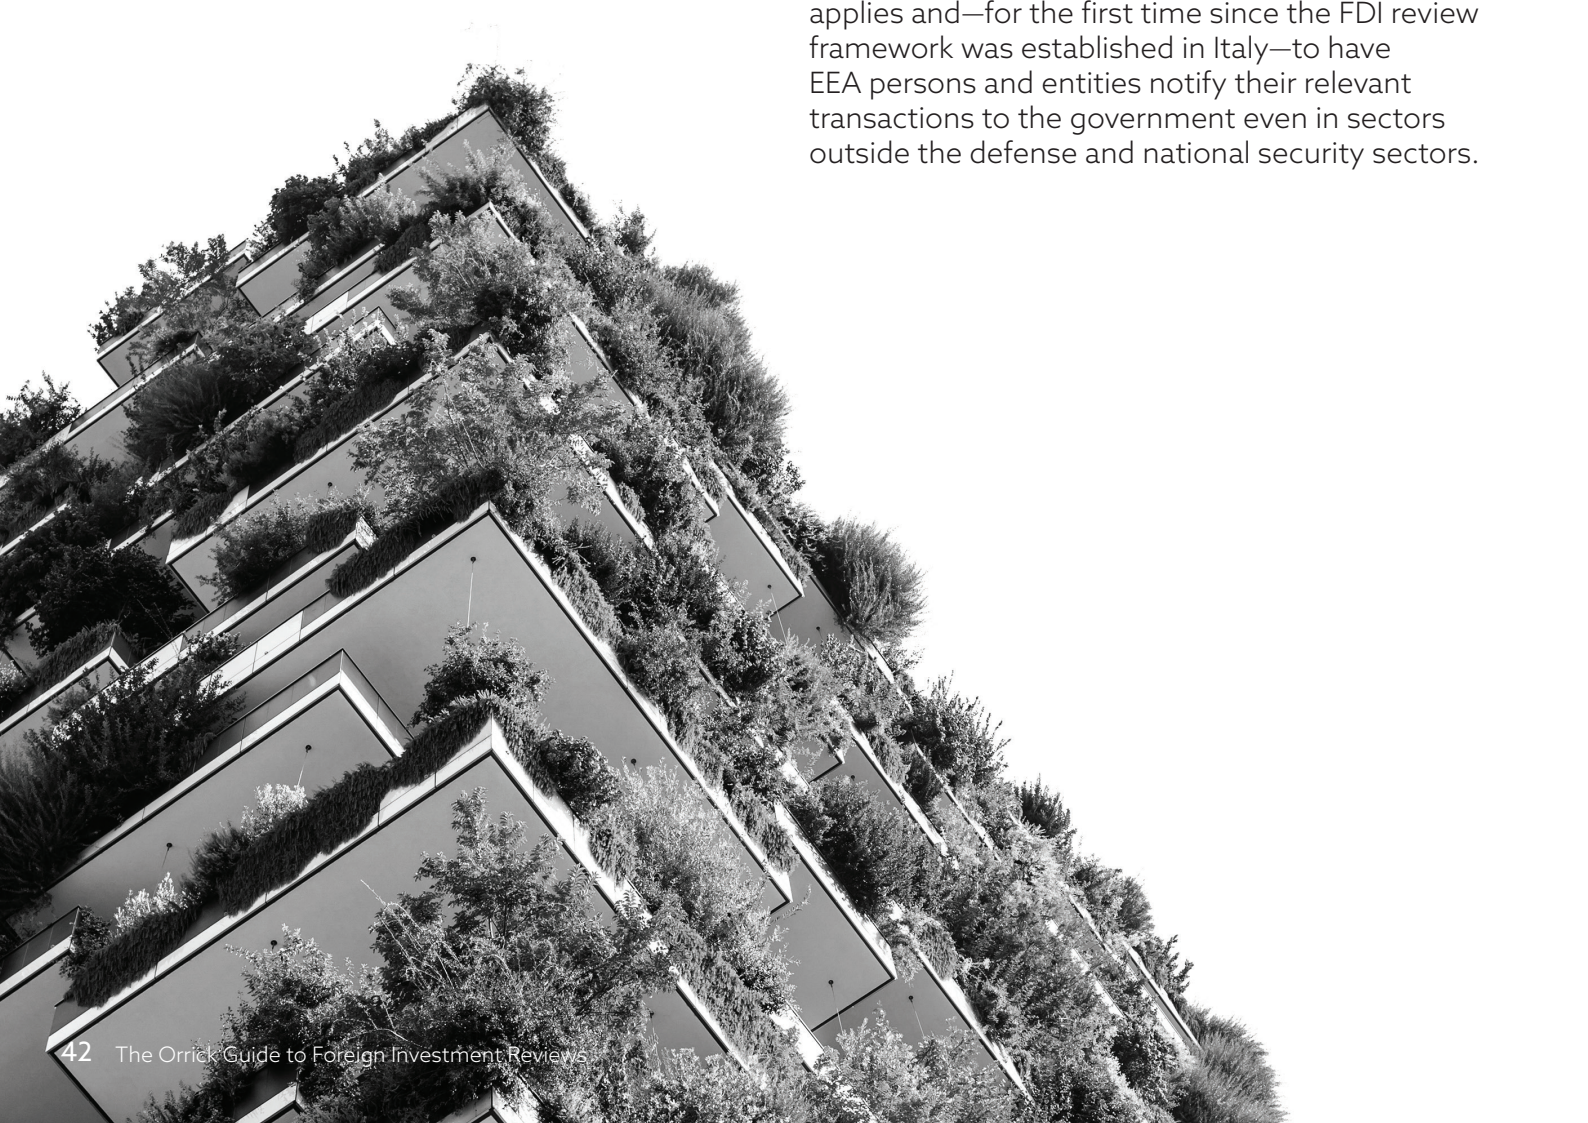 applies and—for the first time since the FDI review
framework was established in Italy—to have
EEA persons and entities notify their relevant
transactions to the government even in sectors
outside the defense and national security sectors.
42 The Orrick Guide to Foreign Investment Reviews